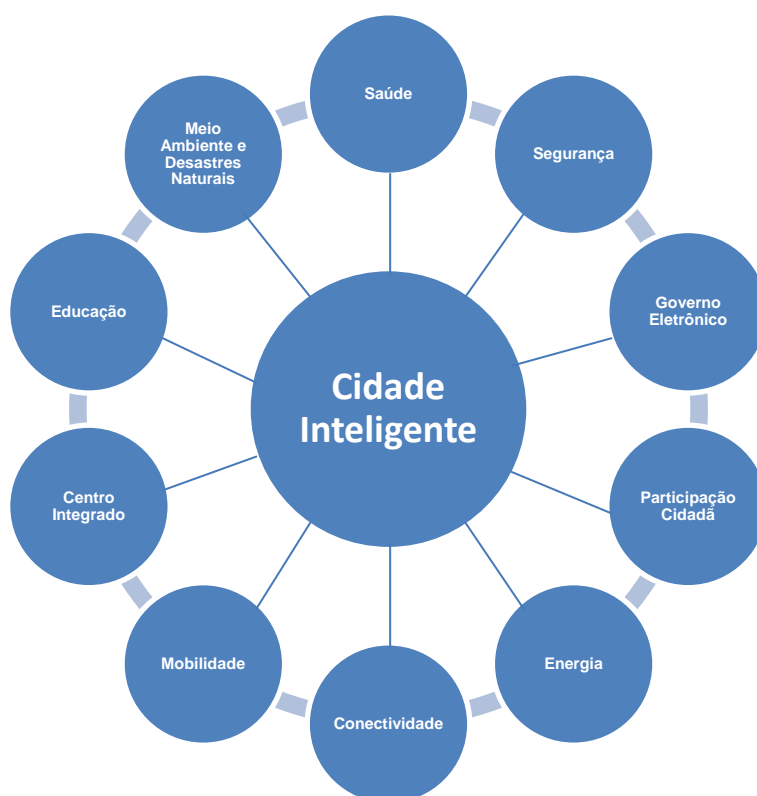 Saúde
Segurança
Governo
Eletrônico
Participação
Cidadã
Energia
Conectividade
Mobilidade
Centro
Integrado
Educação
Meio
Ambiente e
Desastres
Naturais
Cidade
Inteligente